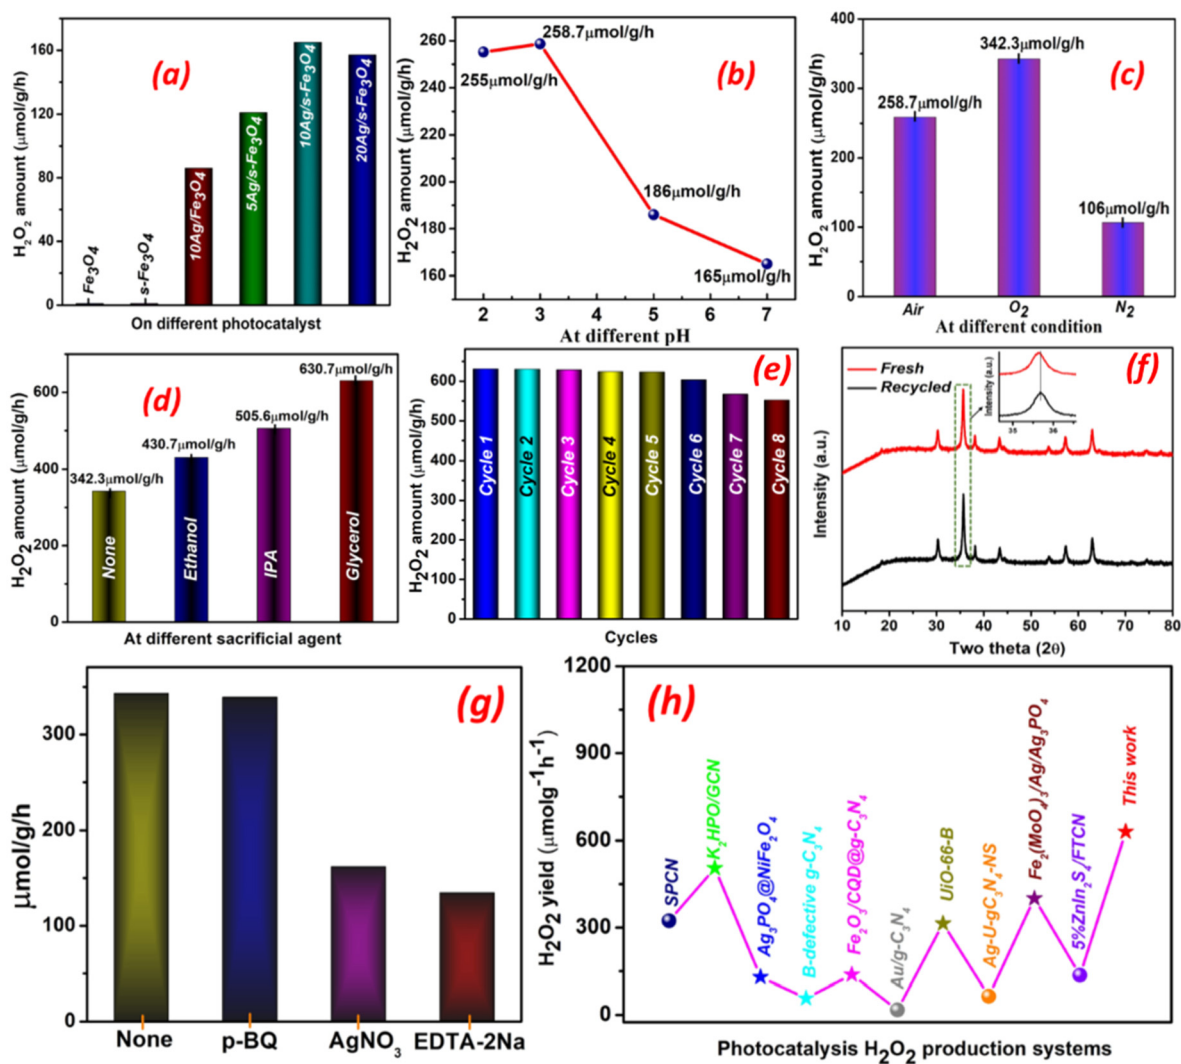 (a)
H₂O₂ amount (μmol/g/h)
160
120
80
40
0
Fe₃O₄
s-Fe₃O₄
10Ag/Fe₃O₄
5Ag/s-Fe₃O₄
10Ag/s-Fe₃O₄
20Ag/s-Fe₃O₄
On different photocatalyst
(b)
H₂O₂ amount (μmol/g/h)
260
240
220
200
180
160
255μmol/g/h
258.7μmol/g/h
186μmol/g/h
165μmol/g/h
2 3 4 5 6 7
At different pH
(c)
H₂O₂ amount (μmol/g/h)
400
300
200
100
0
258.7μmol/g/h
342.3μmol/g/h
106μmol/g/h
Air O₂ N₂
At different condition
(d)
H₂O₂ amount (μmol/g/h)
600
400
200
0
342.3μmol/g/h
430.7μmol/g/h
505.6μmol/g/h
630.7μmol/g/h
None
Ethanol
IPA
Glycerol
At different sacrificial agent
(e)
H₂O₂ amount (μmol/g/h)
600
500
400
300
200
100
0
Cycle 1
Cycle 2
Cycle 3
Cycle 4
Cycle 5
Cycle 6
Cycle 7
Cycle 8
Cycles
(f)
Fresh
Recycled
Intensity (a.u.)
Intensity (a.u.)
35 36
10 20 30 40 50 60 70 80
Two theta (2θ)
(g)
μmol/g/h
300
200
100
0
None p-BQ AgNO₃ EDTA-2Na
(h)
H₂O₂ yield (μmolg⁻¹h⁻¹)
1200
900
600
300
0
SPCN
K₂HPO/GCN
Ag₃PO₄@NiFe₂O₄
B-defective g-C₃N₄
Fe₂O₃/CQD@g-C₃N₄
Au/g-C₃N₄
UiO-66-B
Ag-U-gC₃N₄-NS
Fe₂(MoO₄)₃/Ag/Ag₃PO₄
5%ZnIn₂S₄/FTCN
This work
Photocatalysis H₂O₂ production systems